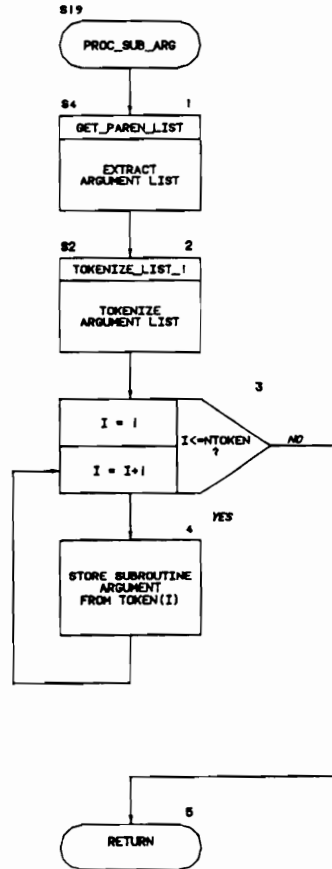 S19
PROC_SUB_ARG
S4 1
GET_PAREN_LIST
EXTRACT
ARGUMENT LIST
S2 2
TOKENIZE_LIST_1
TOKENIZE
ARGUMENT LIST
3
I = 1
I<=NTOKEN
?
NO
I = I+1
YES
4
STORE SUBROUTINE
ARGUMENT
FROM TOKEN(I)
5
RETURN